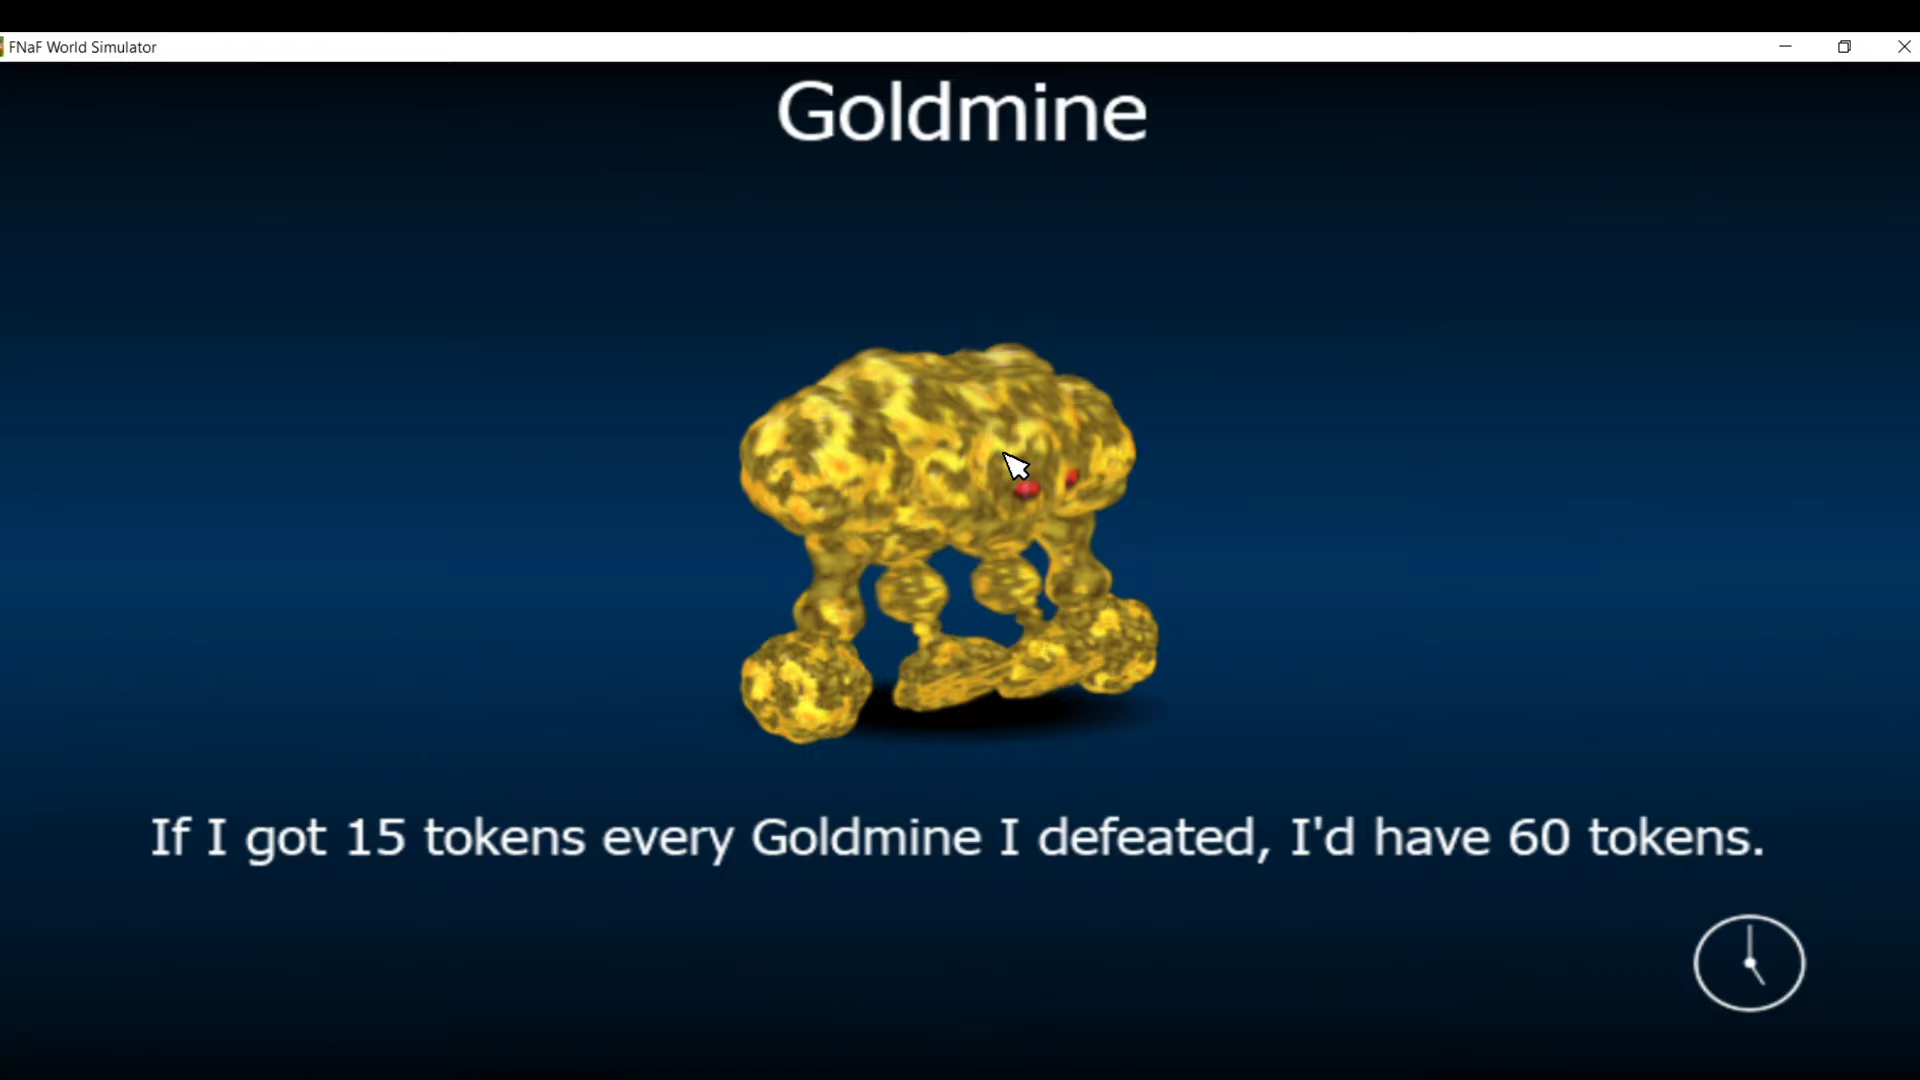 FNaF World Simulator
Goldmine
If I got 15 tokens every Goldmine I defeated, I'd have 60 tokens.